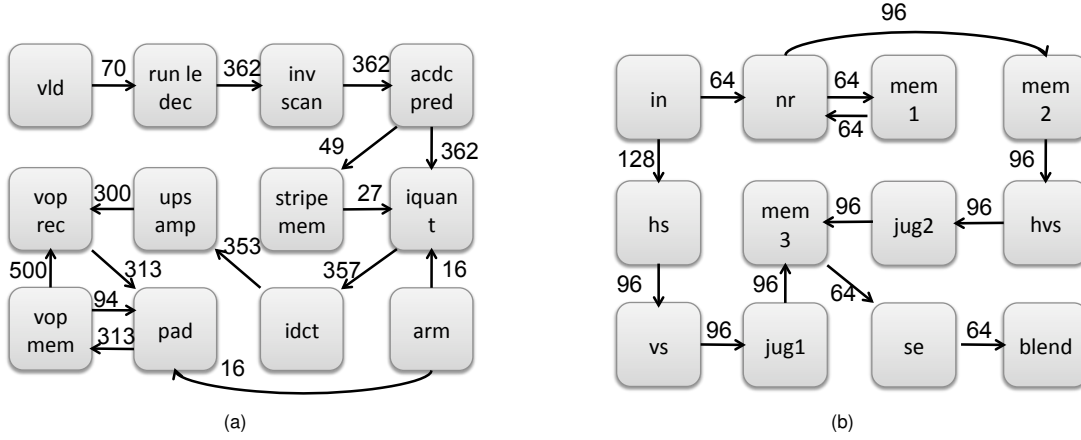 96
70
362
362
vld
run le
dec
inv
scan
acdc
pred
in
64
nr
64
64
mem
1
mem
2
49
362
128
96
vop
rec
300
ups
amp
stripe
mem
27
iquan
t
hs
mem
3
96
jug2
96
hvs
500
313
353
357
16
96
96
64
vop
mem
94
313
pad
idct
arm
vs
96
jug1
se
64
blend
16
(a)
(b)